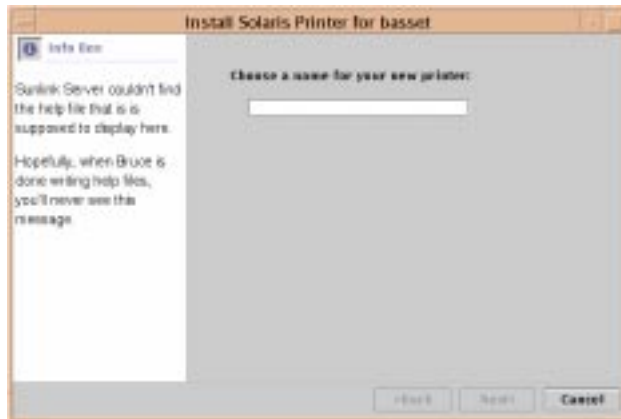 Install Solaris Printer for basset
Info Box
Sunlink Server couldn't find
the help file that is is
supposed to display here.
Hopefully, when Bruce is
done writing help files,
you'll never see this
message.
Choose a name for your new printer:
<Back
Next>
Cancel